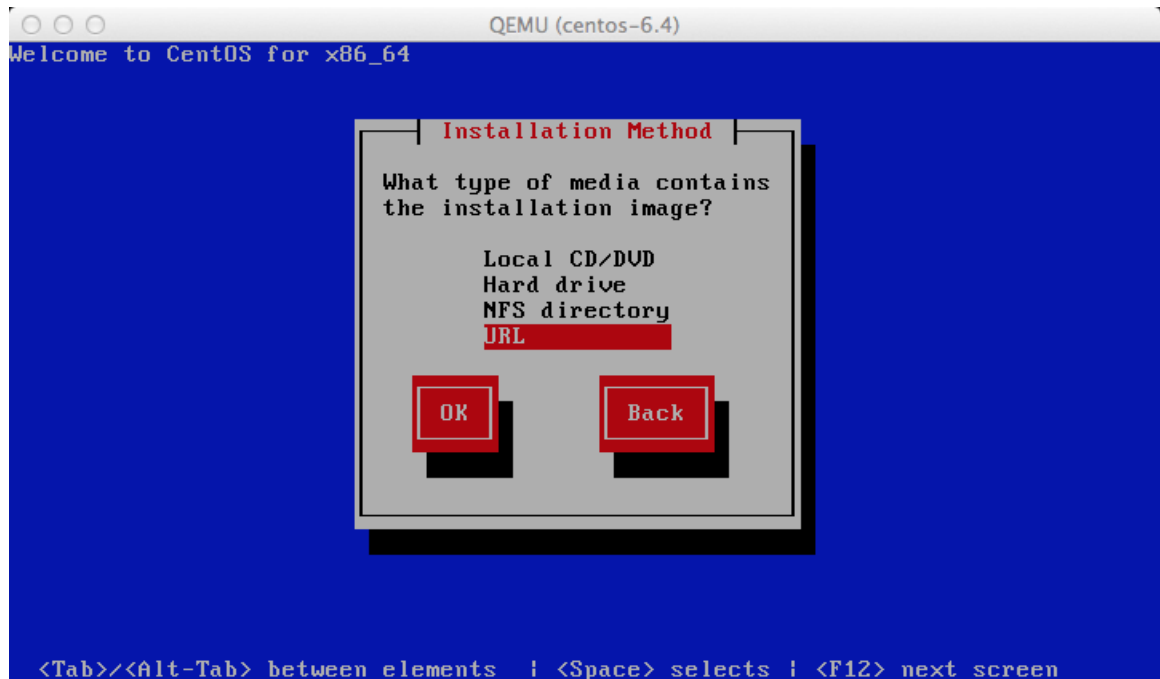 QEMU (centos-6.4)
Welcome to CentOS for x86_64
Installation Method
What type of media contains
the installation image?
Local CD/DVD
Hard drive
NFS directory
URL
OK Back
<Tab>/<Alt-Tab> between elements | <Space> selects | <F12> next screen